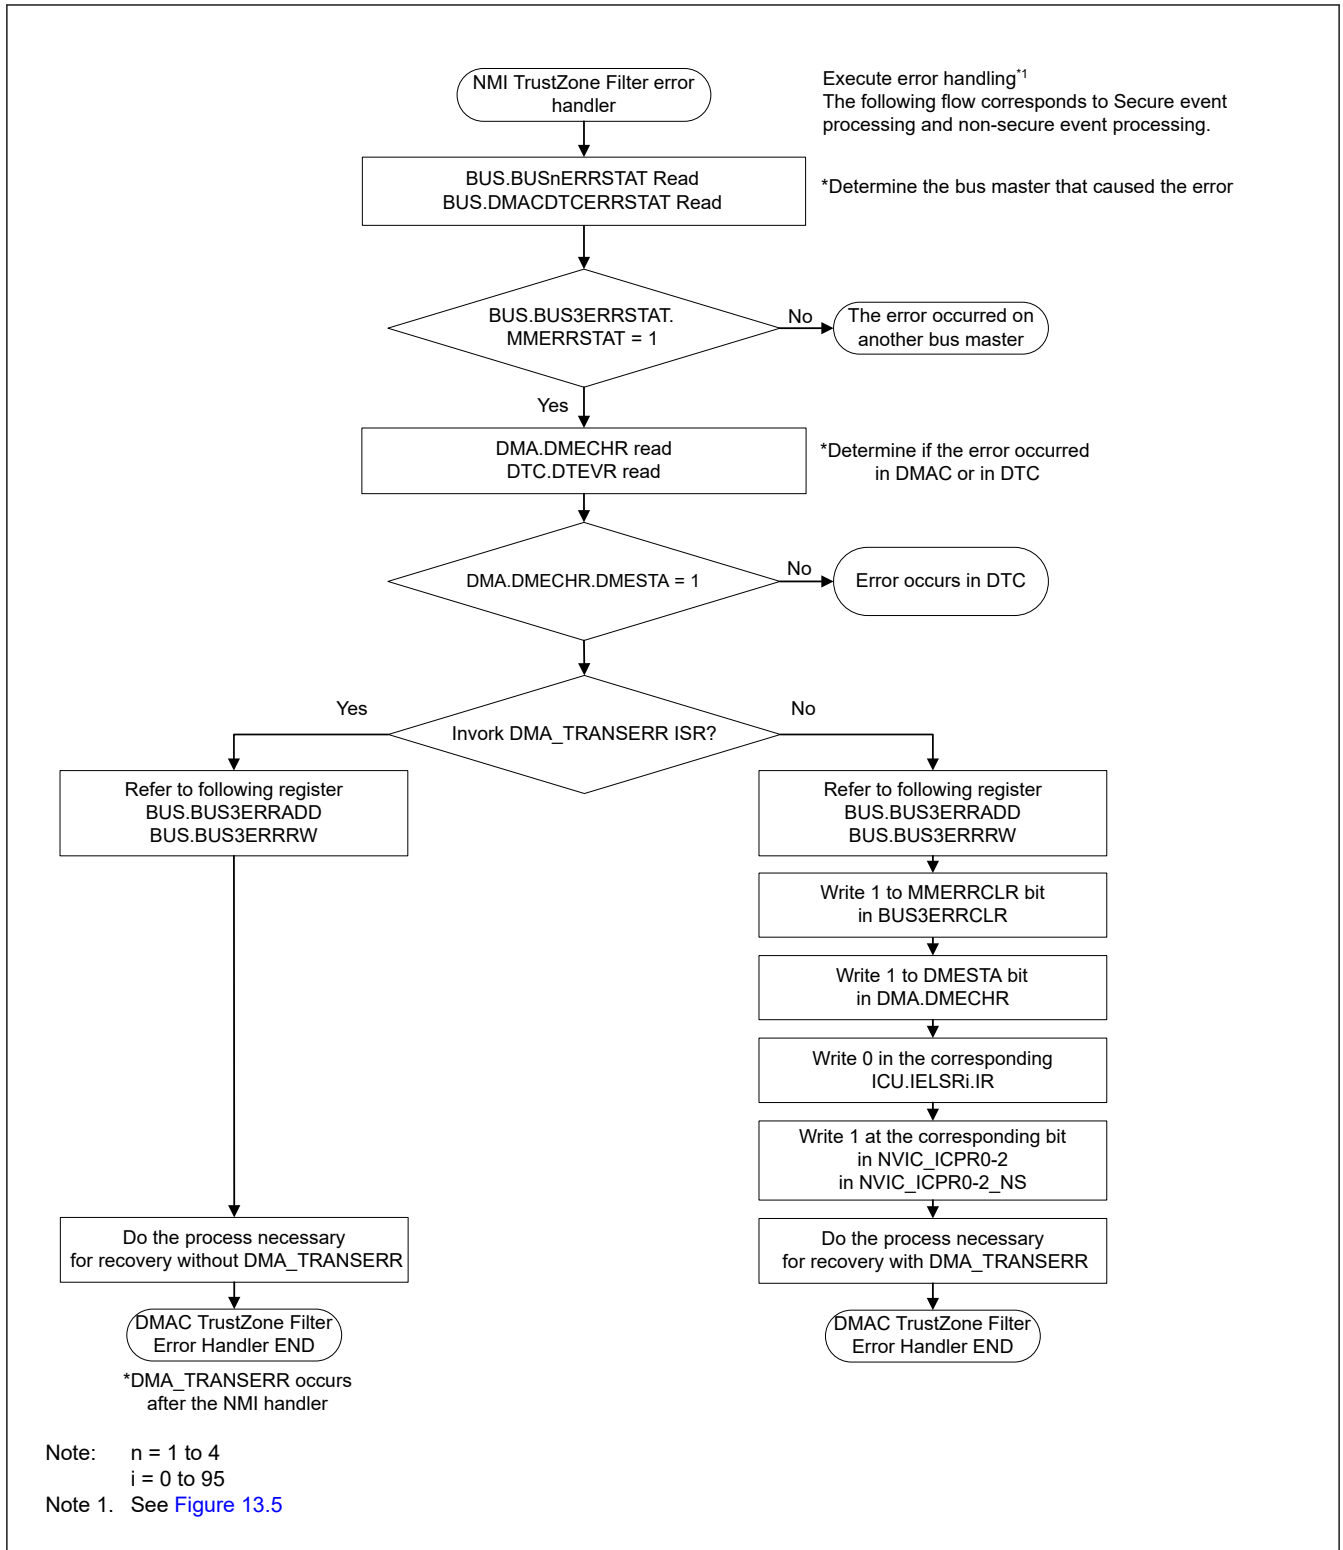 NMI TrustZone Filter error
handler
Execute error handling*1
The following flow corresponds to Secure event
processing and non-secure event processing.
BUS.BUSnERRSTAT Read
BUS.DMACDTCERRSTAT Read
*Determine the bus master that caused the error
BUS.BUS3ERRSTAT.
MMERRSTAT = 1
No
The error occurred on
another bus master
Yes
DMA.DMECHR read
DTC.DTEVR read
*Determine if the error occurred
in DMAC or in DTC
DMA.DMECHR.DMESTA = 1
No
Error occurs in DTC
Invork DMA_TRANSERR ISR?
Yes
No
Refer to following register
BUS.BUS3ERRADD
BUS.BUS3ERRRW
Do the process necessary
for recovery without DMA_TRANSERR
DMAC TrustZone Filter
Error Handler END
*DMA_TRANSERR occurs
after the NMI handler
Refer to following register
BUS.BUS3ERRADD
BUS.BUS3ERRRW
Write 1 to MMERRCLR bit
in BUS3ERRCLR
Write 1 to DMESTA bit
in DMA.DMECHR
Write 0 in the corresponding
ICU.IELSRi.IR
Write 1 at the corresponding bit
in NVIC_ICPR0-2
in NVIC_ICPR0-2_NS
Do the process necessary
for recovery with DMA_TRANSERR
DMAC TrustZone Filter
Error Handler END
Note: n = 1 to 4
i = 0 to 95
Note 1. See Figure 13.5